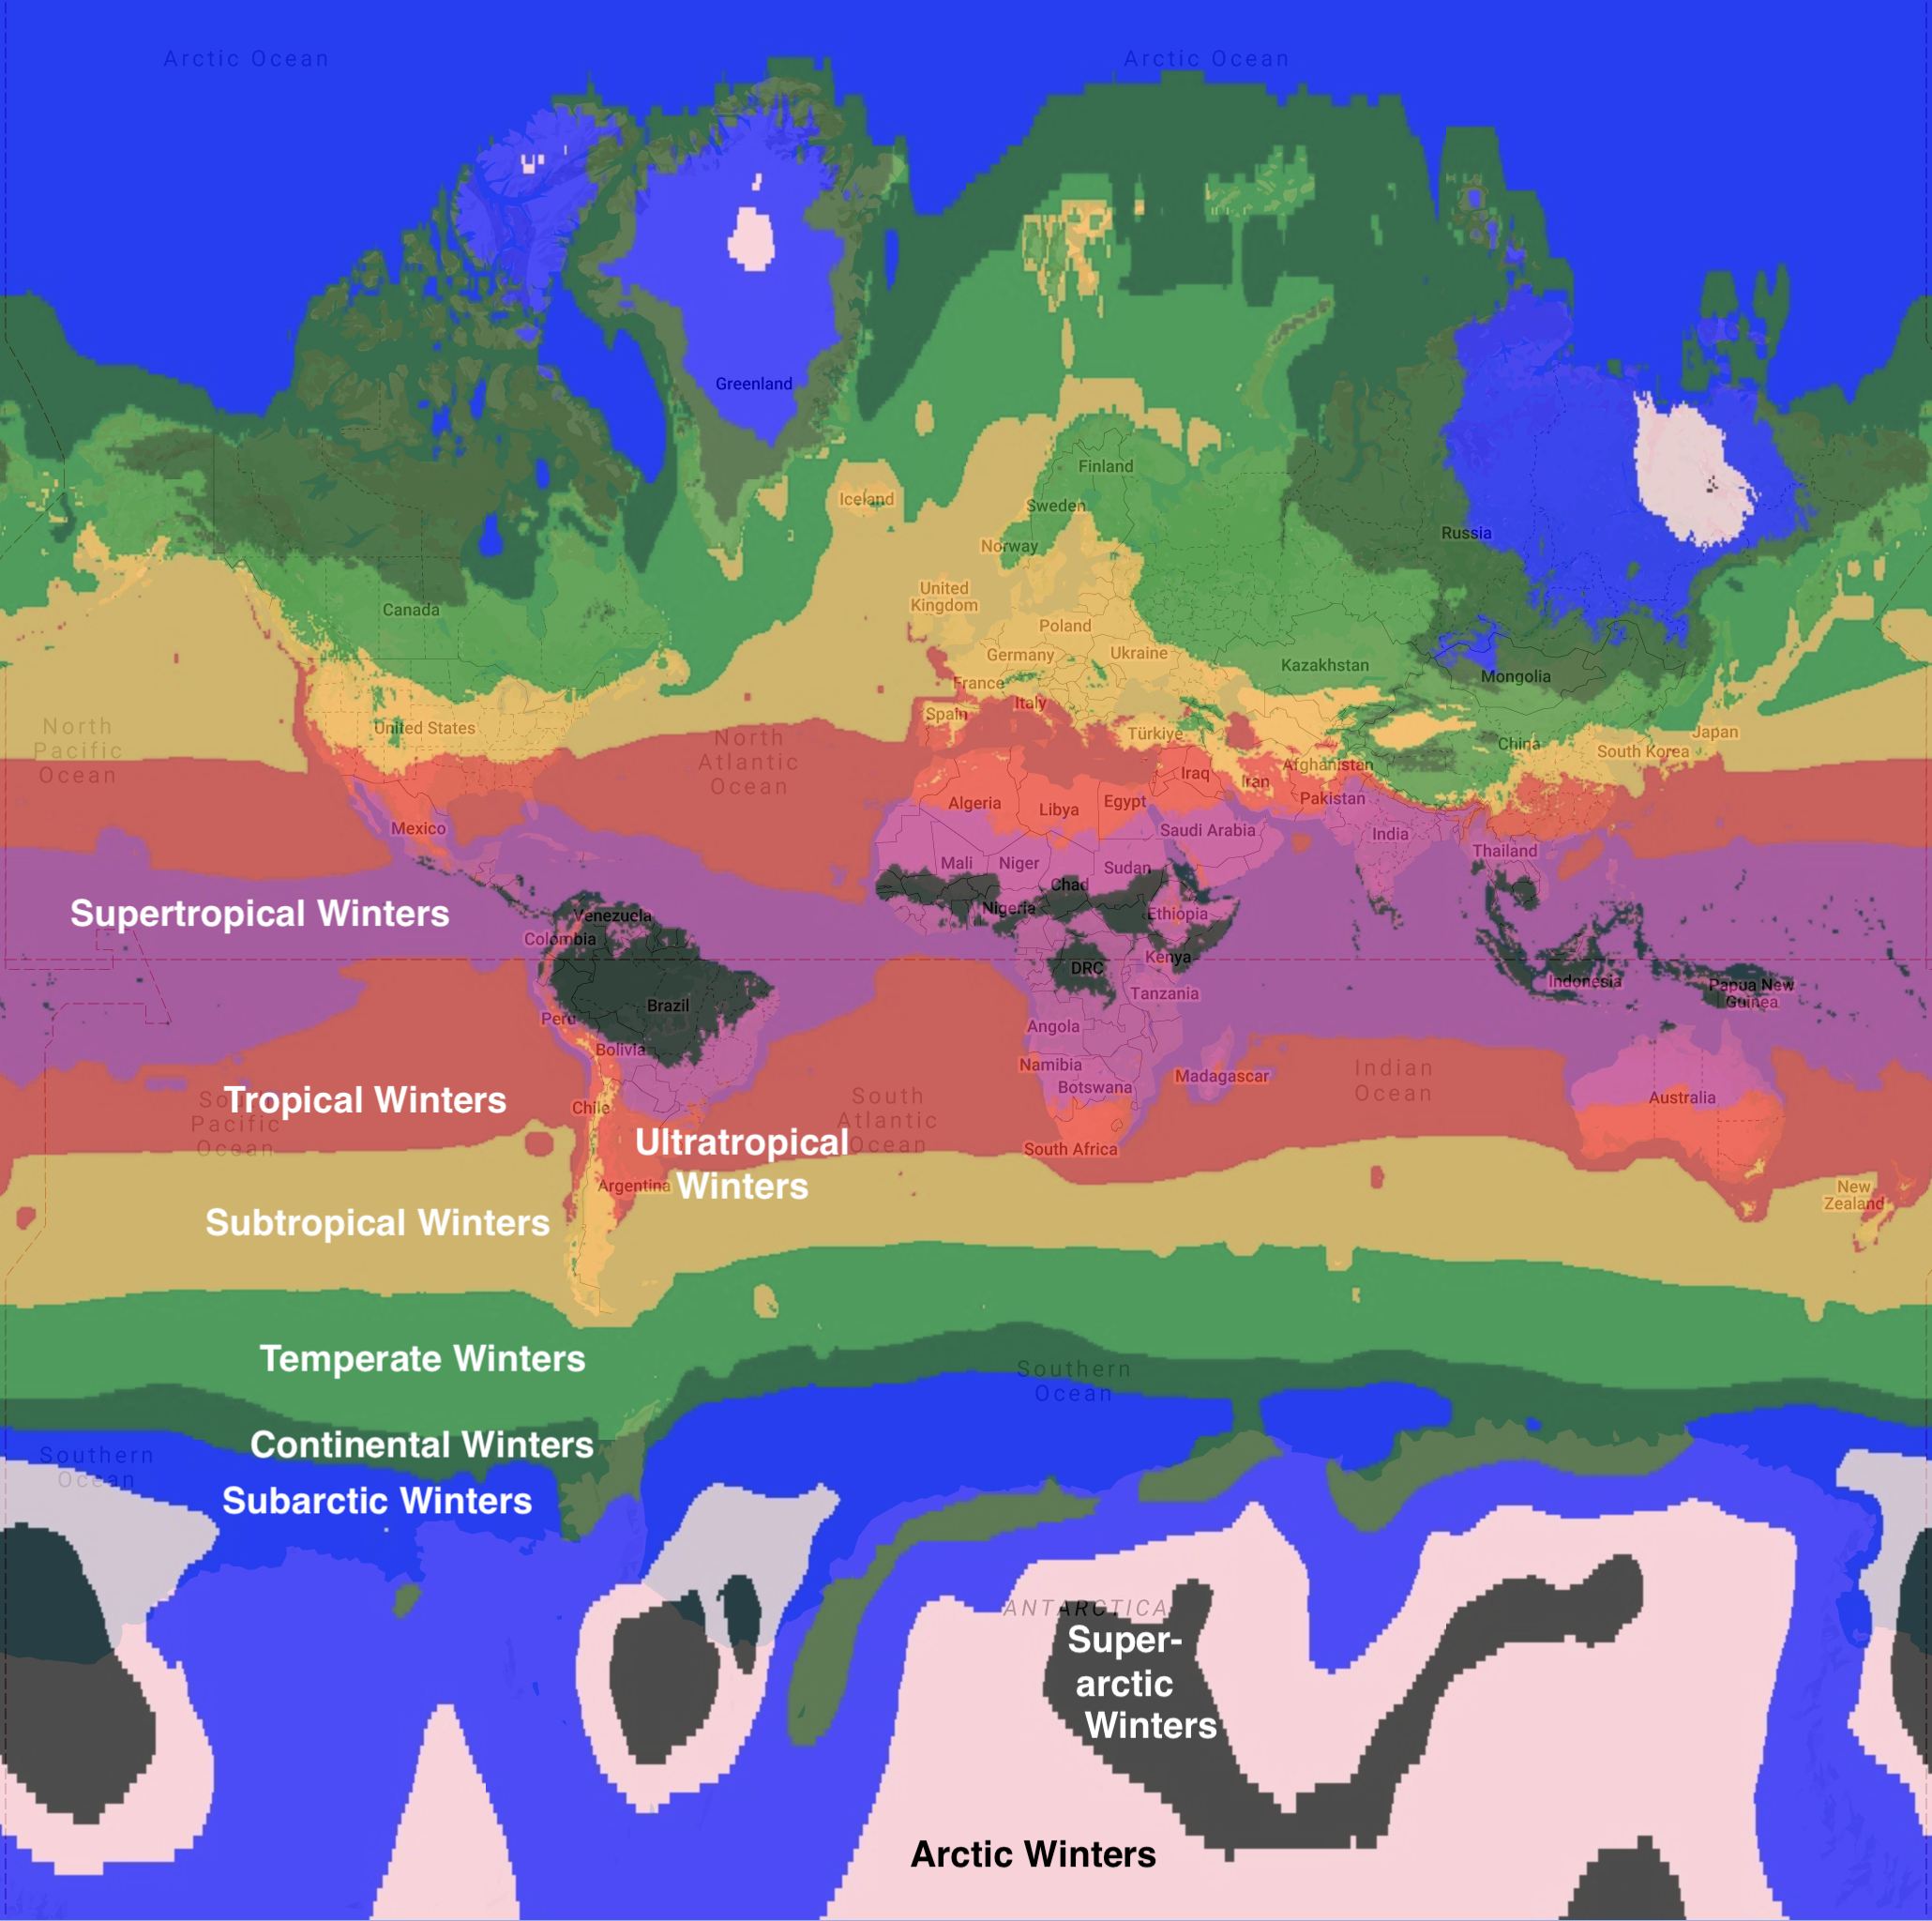 Arctic Ocean
Arctic Ocean
Greenland
Finland
Iceland
Sweden
Russia
Norway
United
Kingdom
Canada
Poland
Germany
Ukraine
Kazakhstan
Mongolia
France
Italy
Spain
North
Pacific
Ocean
United States
Türkiye
North
Atlantic
Ocean
China
South Korea
Japan
Afghanistan
Iraq
Iran
Algeria
Libya
Egypt
Pakistan
Mexico
Saudi Arabia
India
Thailand
Mali
Niger
Sudan
Chad
Nigeria
Ethiopia
Supertropical Winters
Venezuela
Colombia
DRC
Kenya
Indonesia
Papua New
Guinea
Brazil
Tanzania
Peru
Angola
Bolivia
Namibia
Botswana
Madagascar
Indian
Ocean
Australia
Tropical Winters
South
Pacific
Ocean
Chile
South
Atlantic
Ocean
Ultratropical
Winters
South Africa
Argentina
New
Zealand
Subtropical Winters
Temperate Winters
Southern
Ocean
Continental Winters
Southern
Ocean
Subarctic Winters
ANTARCTICA
Super-
arctic
Winters
Arctic Winters